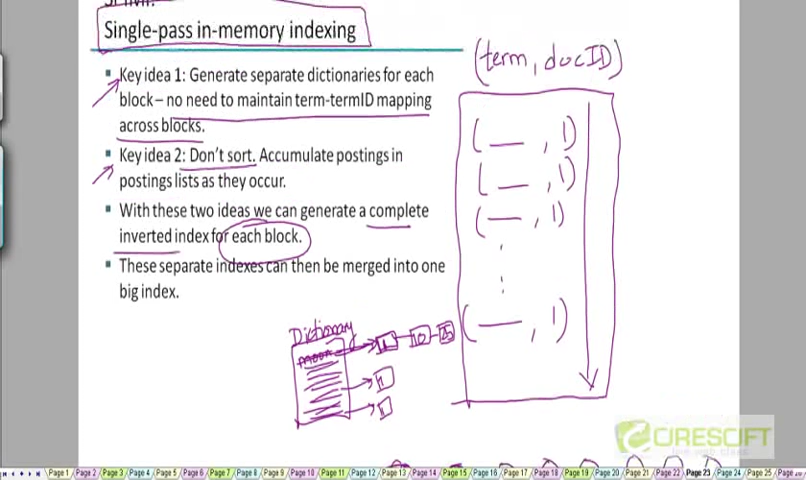 Single-pass in-memory indexing
(term, docID)
▪ Key idea 1: Generate separate dictionaries for each
block – no need to maintain term-termID mapping
across blocks.
▪ Key idea 2: Don't sort. Accumulate postings in
postings lists as they occur.
▪ With these two ideas we can generate a complete
inverted index for each block.
▪ These separate indexes can then be merged into one
big index.
( — , 1)
( — , 1)
( — , 1)
( — , 1)
Dictionary
1 10 25
1
1
Page 1 Page 2 Page 3 Page 4 Page 5 Page 6 Page 7 Page 8 Page 9 Page 10 Page 11 Page 12 Page 13 Page 14 Page 15 Page 16 Page 17 Page 18 Page 19 Page 20 Page 21 Page 22 Page 23 Page 24 Page 25 Page